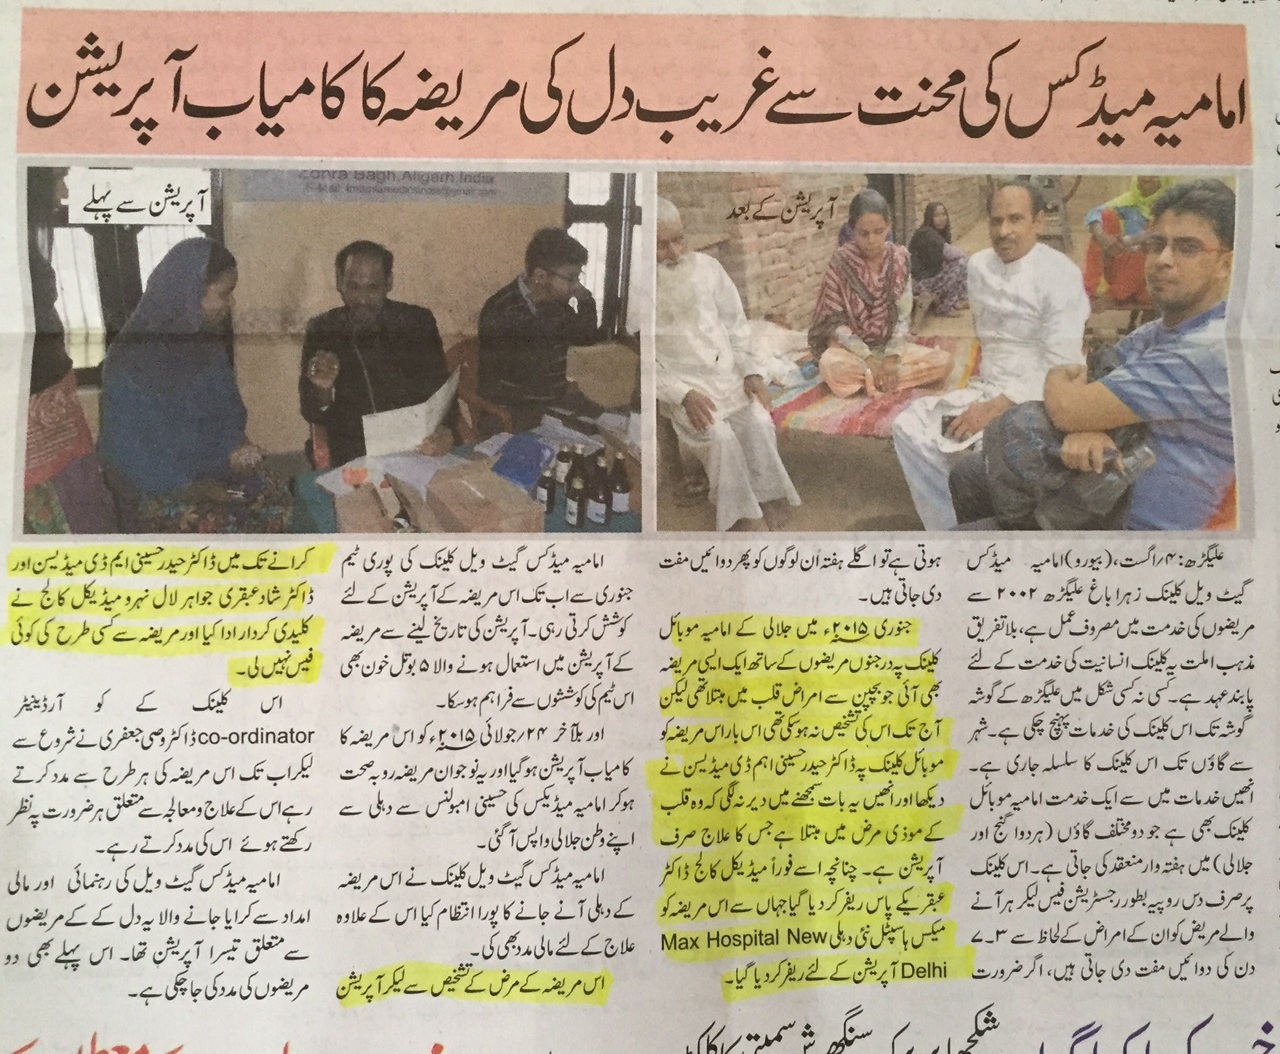 امامیہ میڈکس کی محنت سے غریب دل کی مریضہ کا کامیاب آپریشن
آپریشن کے بعد
آپریشن سے پہلے
Zohra Bagh, Aligarh, India
علیگڑھ: ۴/اگست، (بیورو) امامیہ میڈکس
گیٹ ویل کلینک زہرا باغ علیگڑھ ۲۰۰۲ سے
مریضوں کی خدمت میں مصروف عمل ہے، بلا تفریق
مذہب و ملت یہ کلینک انسانیت کی خدمت کے لئے
پابند عہد ہے۔ کسی نہ کسی شکل میں علیگڑھ کے گوشہ
گوشہ تک اس کلینک کی خدمات پہنچ چکی ہے۔ شہر
سے گاؤں تک اس کلینک کا سلسلہ جاری ہے۔
انھیں خدمات میں سے ایک خدمت امامیہ موبائل
کلینک بھی ہے جو دو مختلف گاؤں (ہردوا گنج اور
جلالی) میں ہفتہ وار منعقد کی جاتی ہے۔ اس کلینک
پر صرف دس روپیہ بطور رجسٹریشن فیس لیکر ہر آنے
والے مریض کو ان کے امراض کے لحاظ سے ۳۔۷
دن کی دوائیں مفت دی جاتی ہیں، اگر ضرورت
ہوتی ہے تو اگلے ہفتہ اُن لوگوں کو پھر دوائیں مفت
دی جاتی ہیں۔
جنوری ۲۰۱۵ء میں جلالی کے امامیہ موبائل
کلینک پہ درجنوں مریضوں کے ساتھ ایک ایسی مریضہ
بھی آئی جو بچپن سے امراض قلب میں مبتلا تھی لیکن
آج تک اس کی تشخیص نہ ہو سکی تھی اس بار اس مریضہ کو
موبائل کلینک پہ ڈاکٹر حیدر حسینی اہم ڈی میڈیسن نے
دیکھا اور انھیں یہ بات سمجھنے میں دیر نہ لگی کہ وہ قلب
کے موذی مرض میں مبتلا ہے جس کا علاج صرف
آپریشن ہے۔ چنانچہ اسے فوراً میڈیکل کالج ڈاکٹر
عبقر یکے پاس ریفر کر دیا گیا جہاں سے اس مریضہ کو
میکس ہاسپٹل نئی دہلی Max Hospital New
Delhi آپریشن کے لئے ریفر کر دیا گیا۔
امامیہ میڈکس گیٹ ویل کلینک کی پوری ٹیم
جنوری سے اب تک اس مریضہ کے آپریشن کے لئے
کوشش کرتی رہی۔ آپریشن کی تاریخ لینے سے مریضہ
کے آپریشن میں استعمال ہونے والا ۵ بوتل خون بھی
اس ٹیم کی کوششوں سے فراہم ہو سکا۔
اور بلآخر ۲۴/جولائی ۲۰۱۵ء کو اس مریضہ کا
کامیاب آپریشن ہو گیا اور یہ نوجوان مریضہ روبہ صحت
ہو کر امامیہ میڈیکس کی حسینی امبولنس سے دہلی سے
اپنے وطن جلالی واپس آگئی۔
امامیہ میڈکس گیٹ ویل کلینک نے اس مریضہ
کے دہلی آنے جانے کا پورا انتظام کیا اس کے علاوہ
علاج کے لئے مالی مدد بھی کی۔
اس مریضہ کے مرض کے تشخیص سے لیکر آپریشن
کرانے تک میں ڈاکٹر حیدر حسینی ایم ڈی میڈیسن اور
ڈاکٹر شاد عبقری جواہر لال نہرو میڈیکل کالج نے
کلیدی کردار ادا کیا اور مریضہ سے کسی طرح کی کوئی
فیس نہیں لی۔
اس کلینک کے کو آرڈینیٹر
co-ordinator ڈاکٹر وصی جعفری نے شروع سے
لیکر اب تک اس مریضہ کی ہر طرح سے مدد کرتے
رہے اس کے علاج و معالجہ سے متعلق ہر ضرورت پہ نظر
رکھتے ہوئے اس کی مدد کرتے رہے۔
امامیہ میڈکس گیٹ ویل کی رہنمائی اور مالی
امداد سے کرایا جانے والا یہ دل کے کے مریضوں
سے متعلق تیسرا آپریشن تھا۔ اس پہلے بھی دو
مریضوں کی مدد کی جا چکی ہے۔